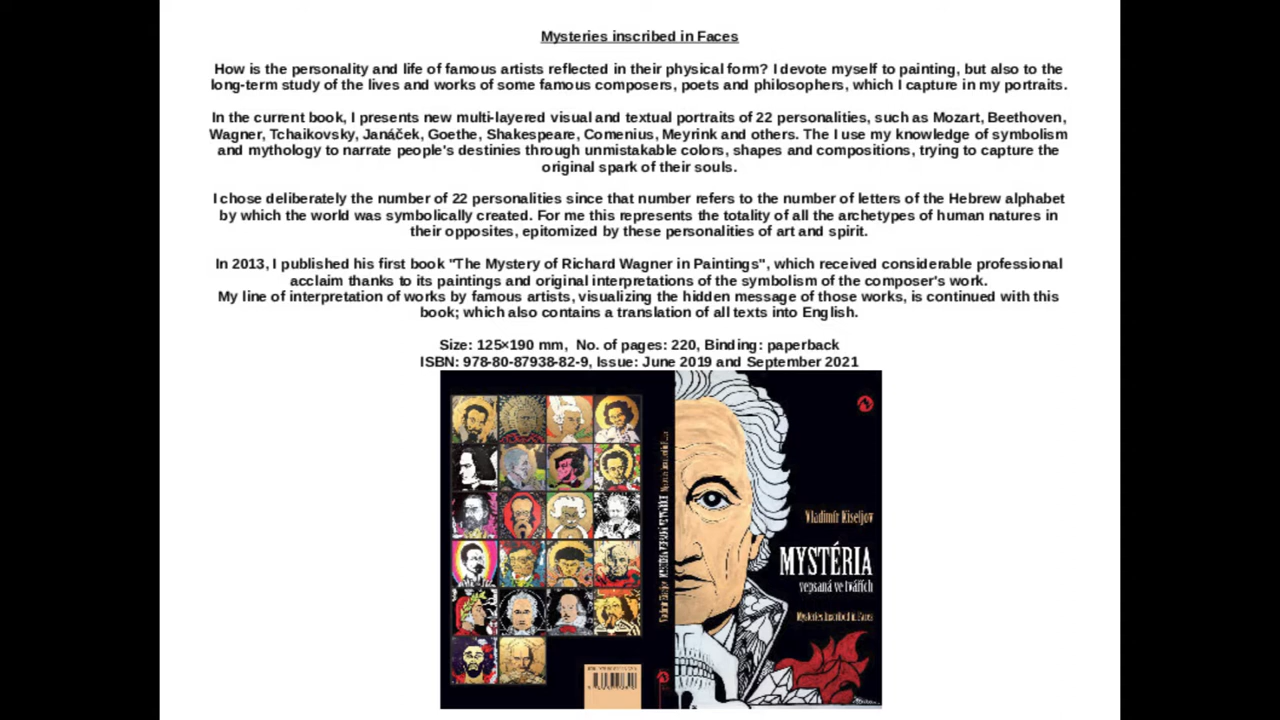 Mysteries inscribed in Faces
How is the personality and life of famous artists reflected in their physical form? I devote myself to painting, but also to the
long-term study of the lives and works of some famous composers, poets and philosophers, which I capture in my portraits.
In the current book, I presents new multi-layered visual and textual portraits of 22 personalities, such as Mozart, Beethoven,
Wagner, Tchaikovsky, Janáček, Goethe, Shakespeare, Comenius, Meyrink and others. The I use my knowledge of symbolism
and mythology to narrate people's destinies through unmistakable colors, shapes and compositions, trying to capture the
original spark of their souls.
I chose deliberately the number of 22 personalities since that number refers to the number of letters of the Hebrew alphabet
by which the world was symbolically created. For me this represents the totality of all the archetypes of human natures in
their opposites, epitomized by these personalities of art and spirit.
In 2013, I published his first book "The Mystery of Richard Wagner in Paintings", which received considerable professional
acclaim thanks to its paintings and original interpretations of the symbolism of the composer's work.
My line of interpretation of works by famous artists, visualizing the hidden message of those works, is continued with this
book; which also contains a translation of all texts into English.
Size: 125×190 mm, No. of pages: 220, Binding: paperback
ISBN: 978-80-87938-82-9, Issue: June 2019 and September 2021
Vladimír Kiseljov
MYSTÉRIA
vepsaná ve tvářích
Mysteries Inscribed in Faces
Vladimír Kiseljov MYSTÉRIA VEPSANÁ VE TVÁŘÍCH